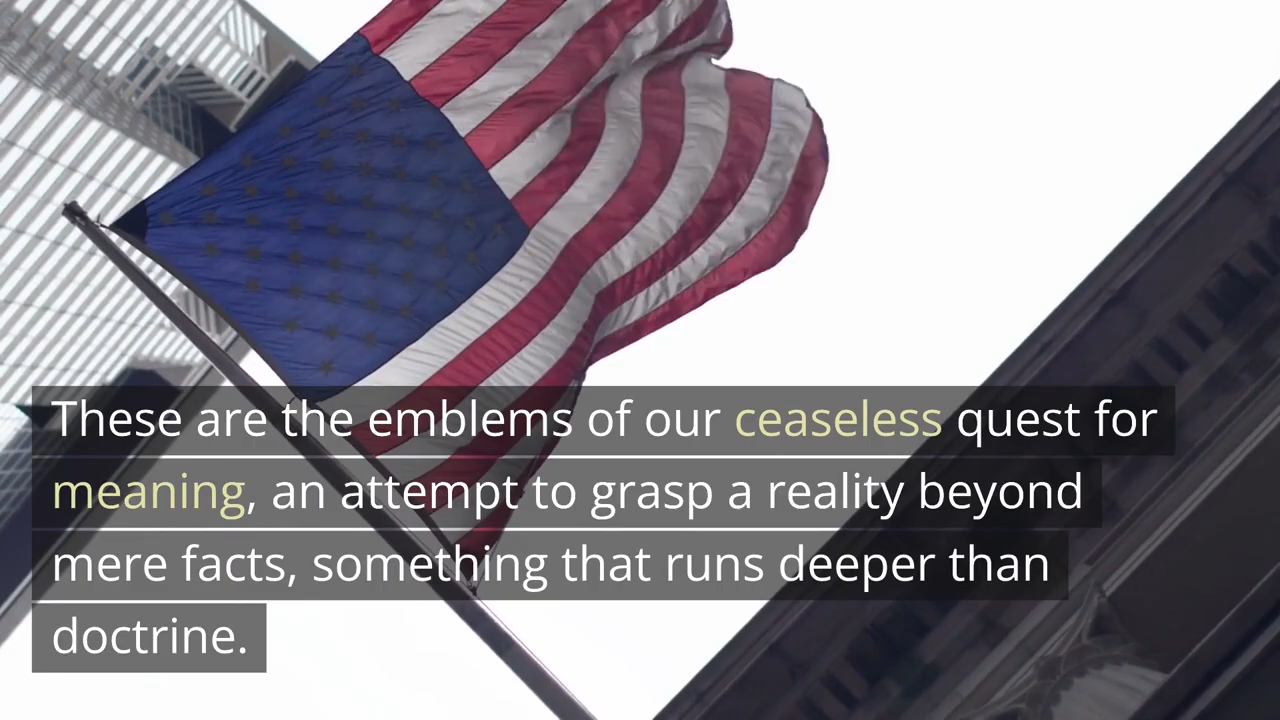 These are the emblems of our ceaseless quest for
meaning, an attempt to grasp a reality beyond
mere facts, something that runs deeper than
doctrine.